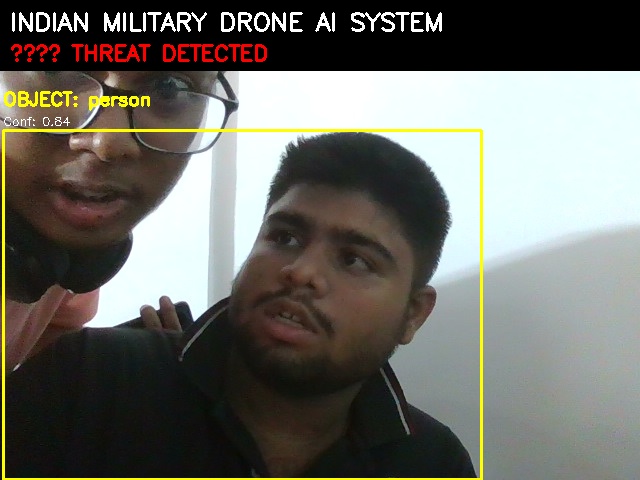 INDIAN MILITARY DRONE AI SYSTEM
???? THREAT DETECTED
OBJECT: person
Conf: 0.84